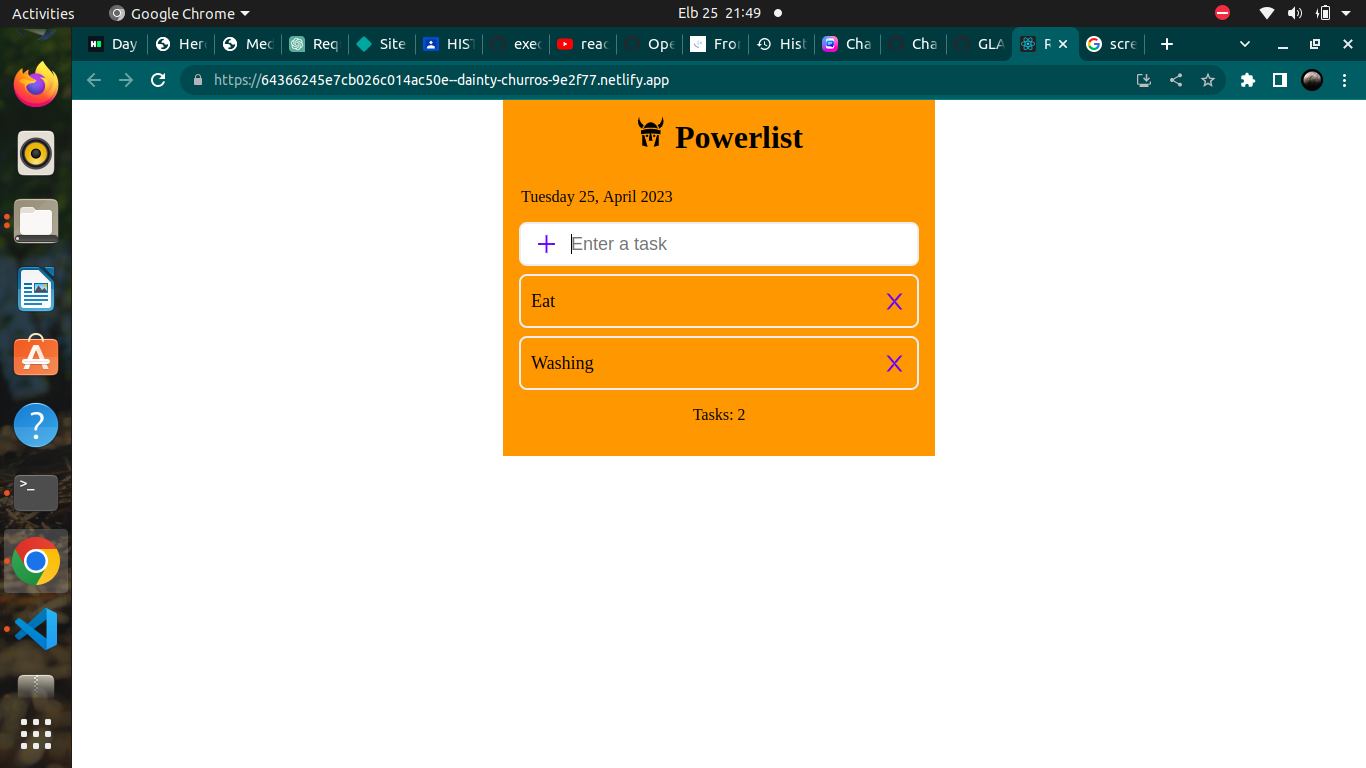 Activities Google Chrome Elb 25 21:49
Day Her Med Requ Site HIST exec reac Ope Fron Hist Cha Cha GLA R scre
https://64366245e7cb026c014ac50e--dainty-churros-9e2f77.netlify.app
Powerlist
Tuesday 25, April 2023
Enter a task
Eat X
Washing X
Tasks: 2